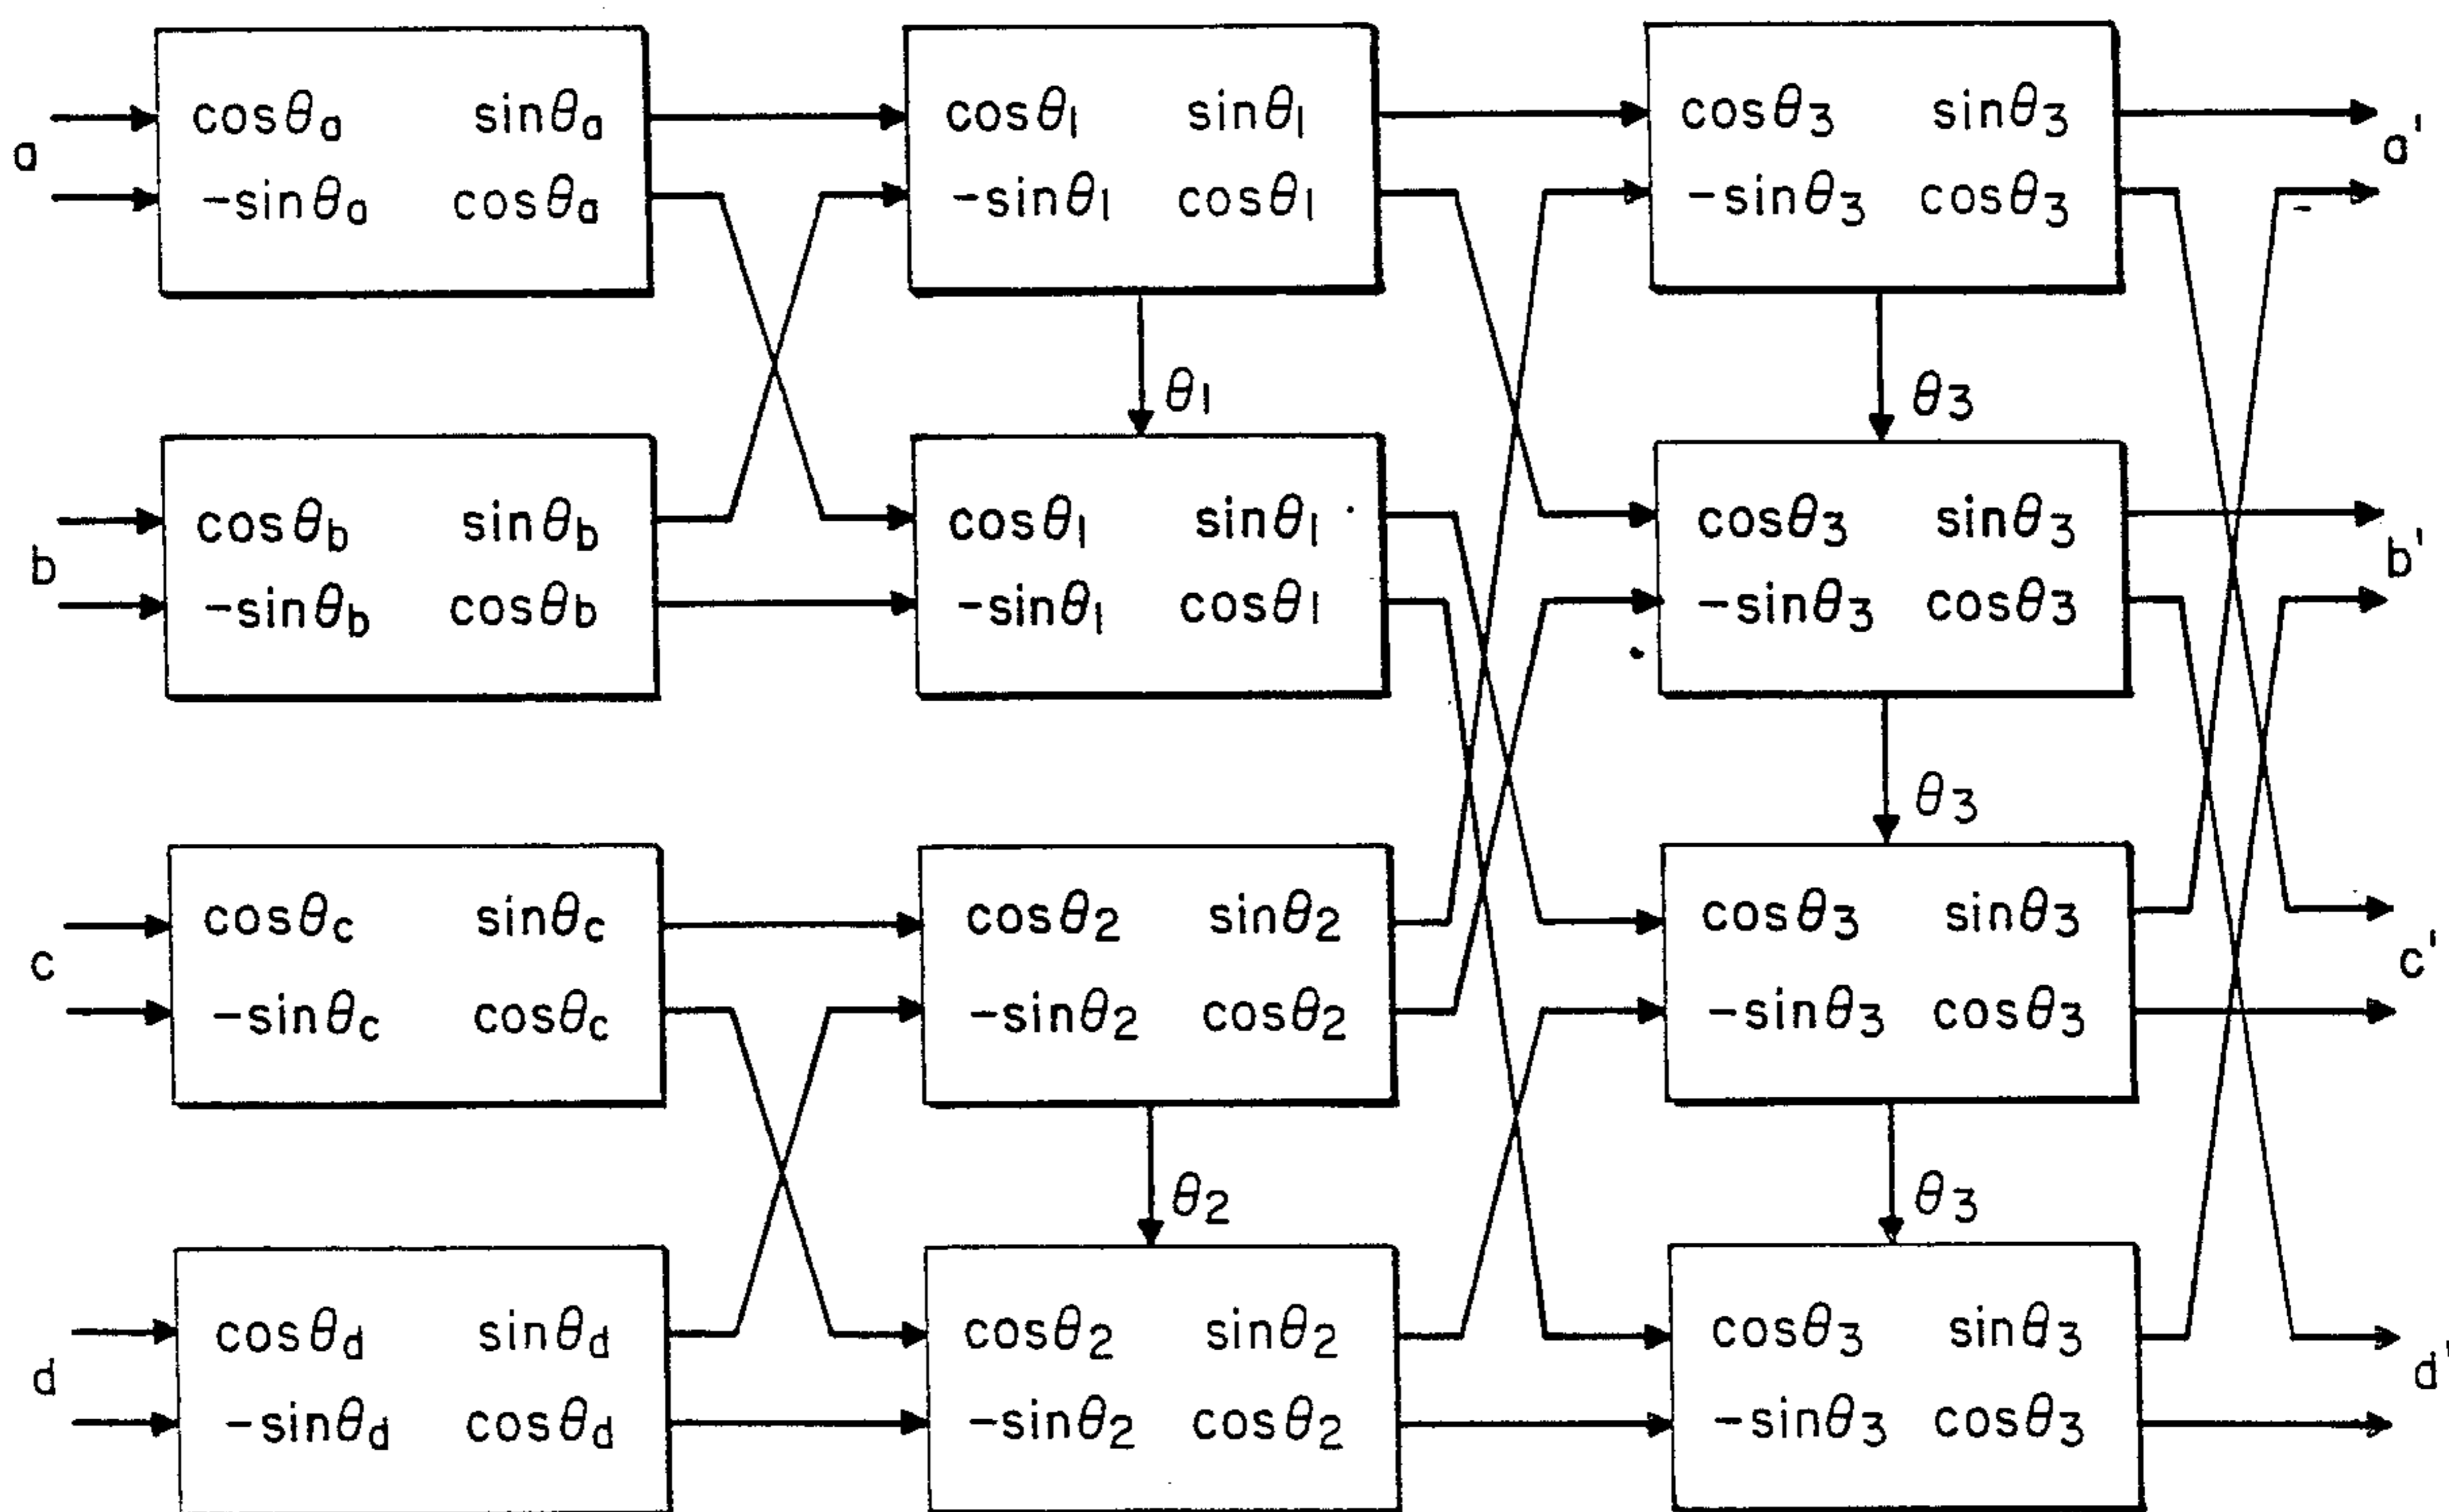 cosθa sinθa cosθ1 sinθ1 cosθ3 sinθ3
a a'
-sinθa cosθa -sinθ1 cosθ1 -sinθ3 cosθ3
θ1 θ3
cosθb sinθb cosθ1 sinθ1 cosθ3 sinθ3
b b'
-sinθb cosθb -sinθ1 cosθ1 -sinθ3 cosθ3
θ3
cosθc sinθc cosθ2 sinθ2 cosθ3 sinθ3
c c'
-sinθc cosθc -sinθ2 cosθ2 -sinθ3 cosθ3
θ2 θ3
cosθd sinθd cosθ2 sinθ2 cosθ3 sinθ3
d d'
-sinθd cosθd -sinθ2 cosθ2 -sinθ3 cosθ3